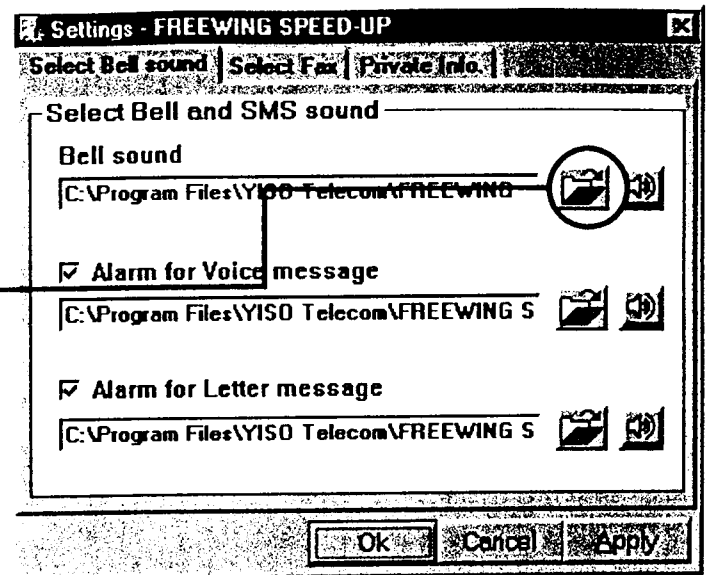 Settings - FREEWING SPEED-UP
Select Bell sound Select Fax Private Info.
Select Bell and SMS sound
Bell sound
C:\Program Files\YISO Telecom\FREEWING
Alarm for Voice message
C:\Program Files\YISO Telecom\FREEWING S
Alarm for Letter message
C:\Program Files\YISO Telecom\FREEWING S
Ok Cancel Apply